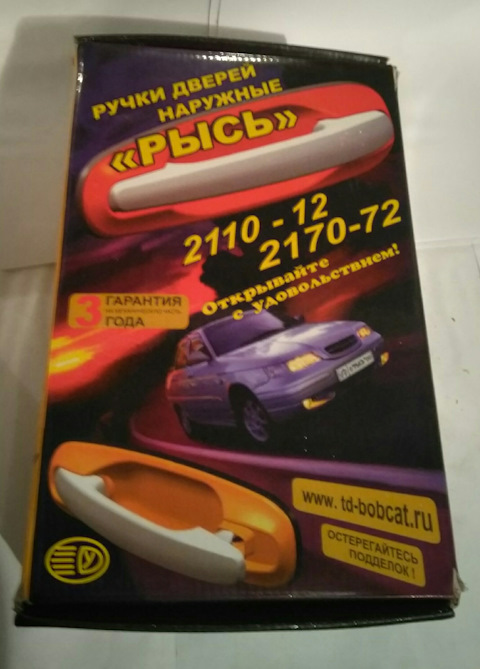 РУЧКИ ДВЕРЕЙ
НАРУЖНЫЕ
«РЫСЬ»
2110 - 12
2170-72
Открывайте
с удовольствием!
3 ГАРАНТИЯ
ГОДА
www. td-bobcat.ru
ОСТЕРЕГАЙТЕСЬ
ПОДДЕЛОК!